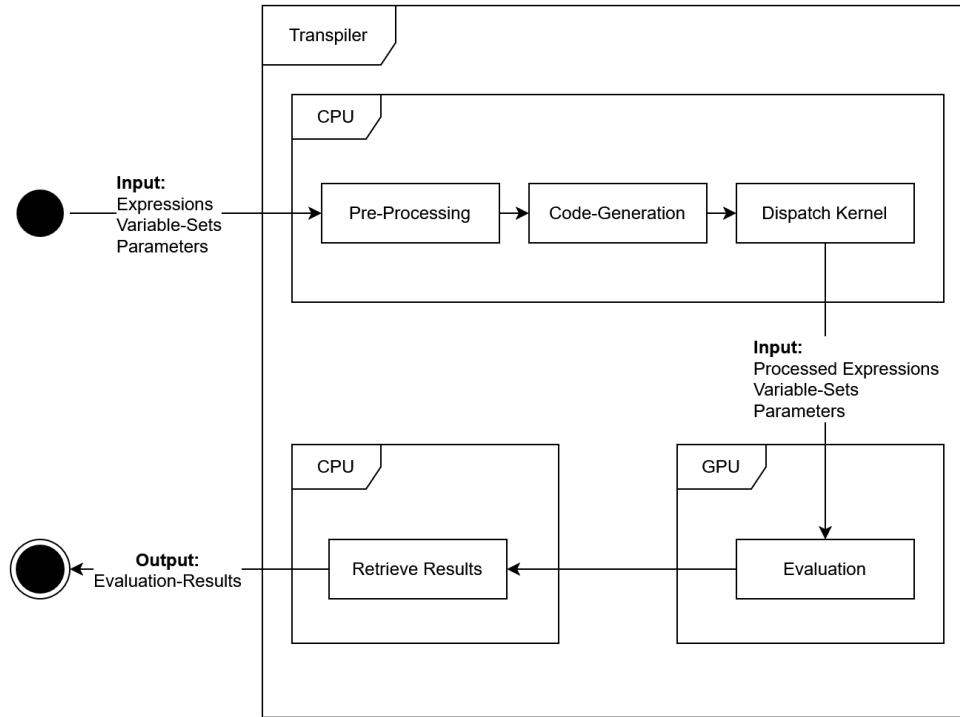 Transpiler
CPU
Input:
Expressions
Variable-Sets
Parameters
Pre-Processing
Code-Generation
Dispatch Kernel
Input:
Processed Expressions
Variable-Sets
Parameters
CPU
GPU
Output:
Evaluation-Results
Retrieve Results
Evaluation